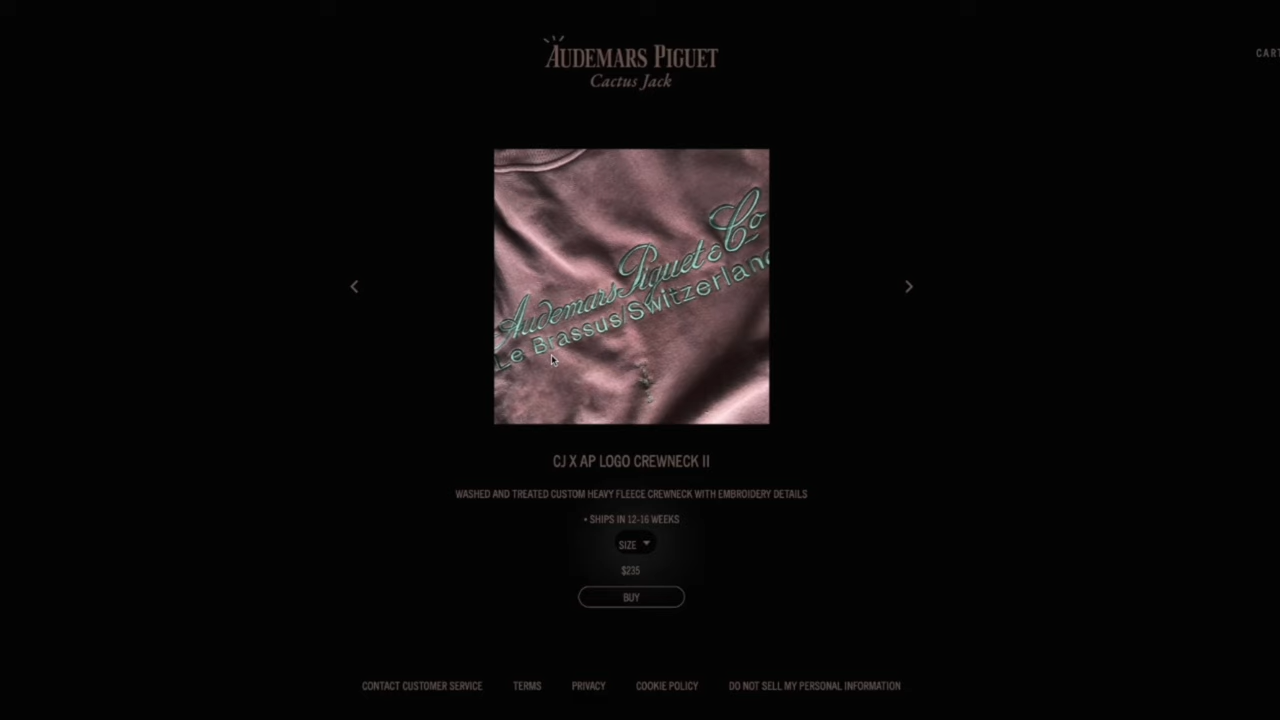 AUDEMARS PIGUET
Cactus Jack
CART
Audemars Piguet & Co
Le Brassus/Switzerland
CJ X AP LOGO CREWNECK II
WASHED AND TREATED CUSTOM HEAVY FLEECE CREWNECK WITH EMBROIDERY DETAILS
• SHIPS IN 12-16 WEEKS
SIZE
$235
BUY
CONTACT CUSTOMER SERVICE TERMS PRIVACY COOKIE POLICY DO NOT SELL MY PERSONAL INFORMATION